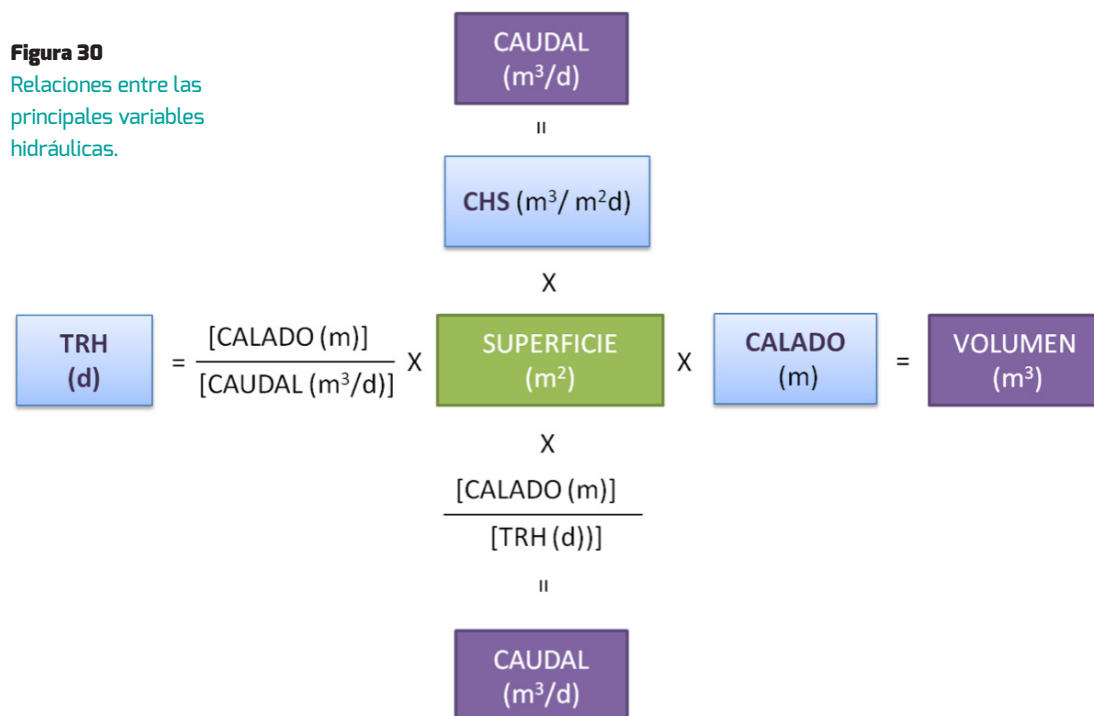 Figura 30
Relaciones entre las
principales variables
hidráulicas.
CAUDAL
(m³/d)
=
CHS (m³/ m²d)
X
TRH
(d)
=
[CALADO (m)]
[CAUDAL (m³/d)]
X
SUPERFICIE
(m²)
X
CALADO
(m)
=
VOLUMEN
(m³)
X
[CALADO (m)]
[TRH (d))]
=
CAUDAL
(m³/d)